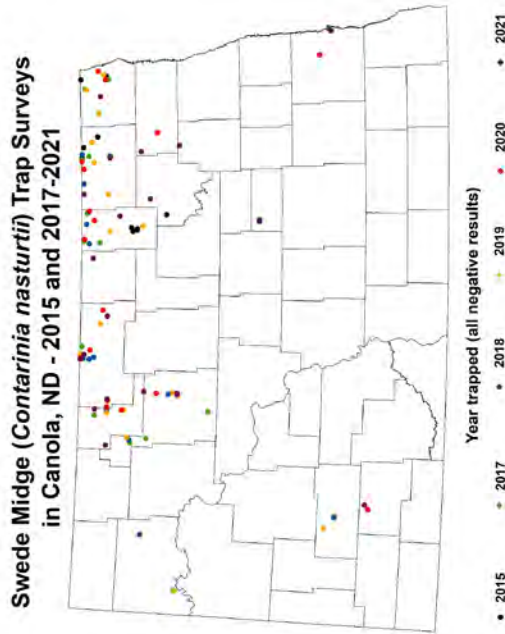 Swede Midge (Contarinia nasturtii) Trap Surveys
in Canola, ND - 2015 and 2017-2021
Year trapped (all negative results)
2015 2017 2018 2019 2020 2021